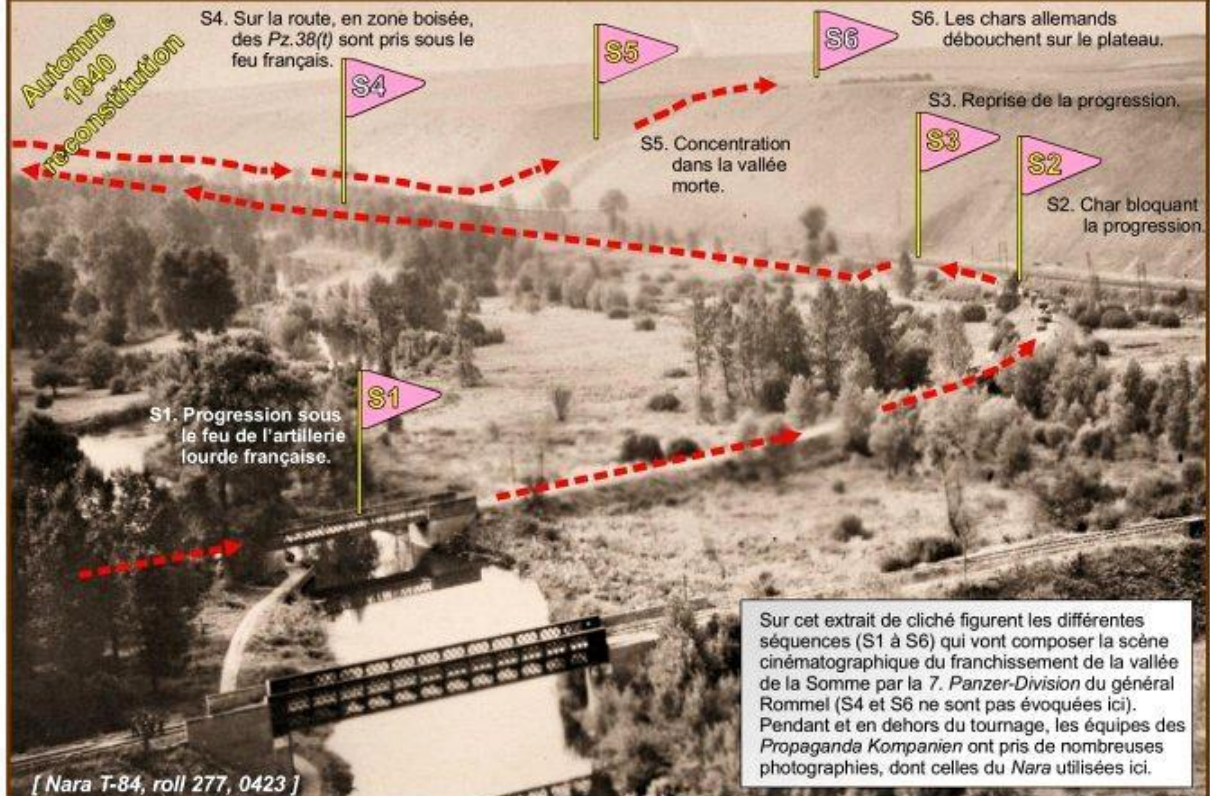 Automne
1940
reconstitution
S4. Sur la route, en zone boisée,
des Pz.38(t) sont pris sous le
feu français.
S4
S5
S6
S6. Les chars allemands
débouchent sur le plateau.
S5. Concentration
dans la vallée
morte.
S3. Reprise de la progression.
S3
S2
S2. Char bloquant
la progression.
S1
S1. Progression sous
le feu de l'artillerie
lourde française.
Sur cet extrait de cliché figurent les différentes
séquences (S1 à S6) qui vont composer la scène
cinématographique du franchissement de la vallée
de la Somme par la 7. Panzer-Division du général
Rommel (S4 et S6 ne sont pas évoquées ici).
Pendant et en dehors du tournage, les équipes des
Propaganda Kompanien ont pris de nombreuses
photographies, dont celles du Nara utilisées ici.
[ Nara T-84, roll 277, 0423 ]